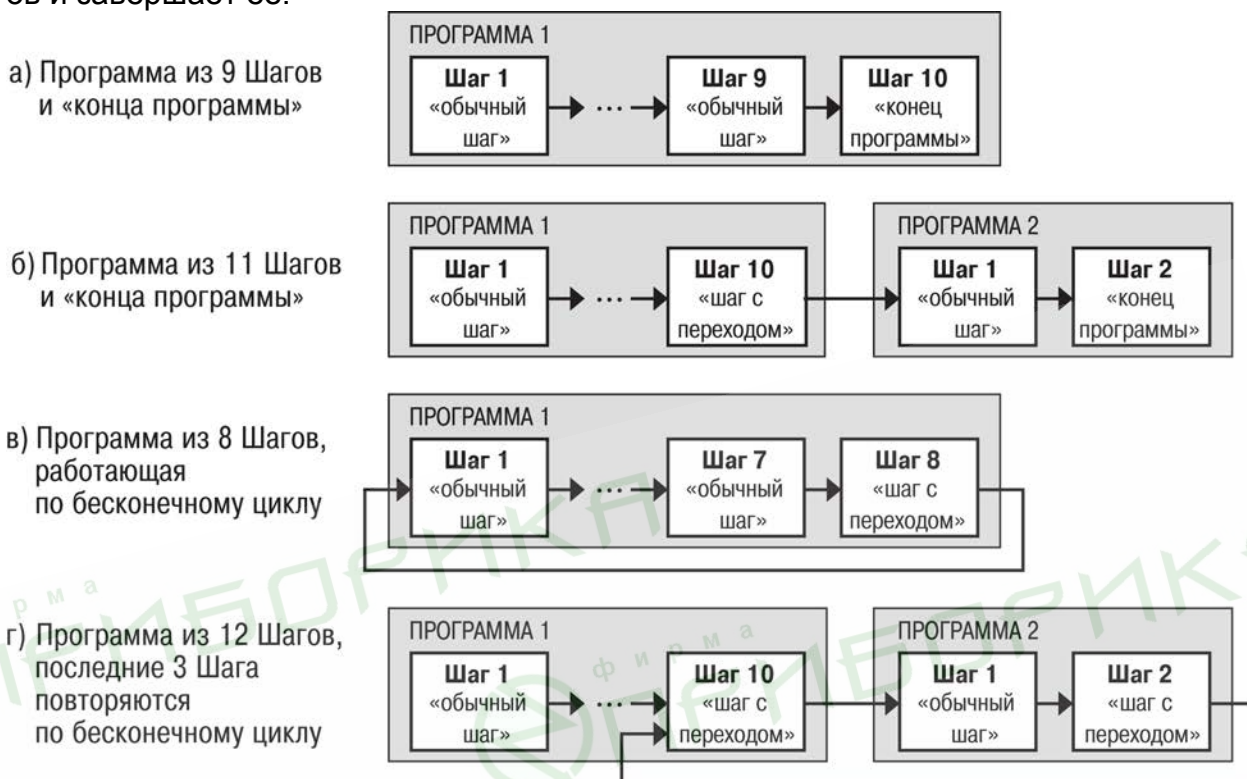 ев и завершает ее.
ПРОГРАММА 1
а) Программа из 9 Шагов
и «конца программы»
Шаг 1
«обычный
шаг»
...
Шаг 9
«обычный
шаг»
Шаг 10
«конец
программы»
ПРОГРАММА 1
ПРОГРАММА 2
б) Программа из 11 Шагов
и «конца программы»
Шаг 1
«обычный
шаг»
...
Шаг 10
«шаг с
переходом»
Шаг 1
«обычный
шаг»
Шаг 2
«конец
программы»
ПРОГРАММА 1
в) Программа из 8 Шагов,
работающая
по бесконечному циклу
Шаг 1
«обычный
шаг»
...
Шаг 7
«обычный
шаг»
Шаг 8
«шаг с
переходом»
ПРОГРАММА 1
ПРОГРАММА 2
г) Программа из 12 Шагов,
последние 3 Шага
повторяются
по бесконечному циклу
Шаг 1
«обычный
шаг»
...
Шаг 10
«шаг с
переходом»
Шаг 1
«обычный
шаг»
Шаг 2
«шаг с
переходом»
фирма
ПРИБОРИКА